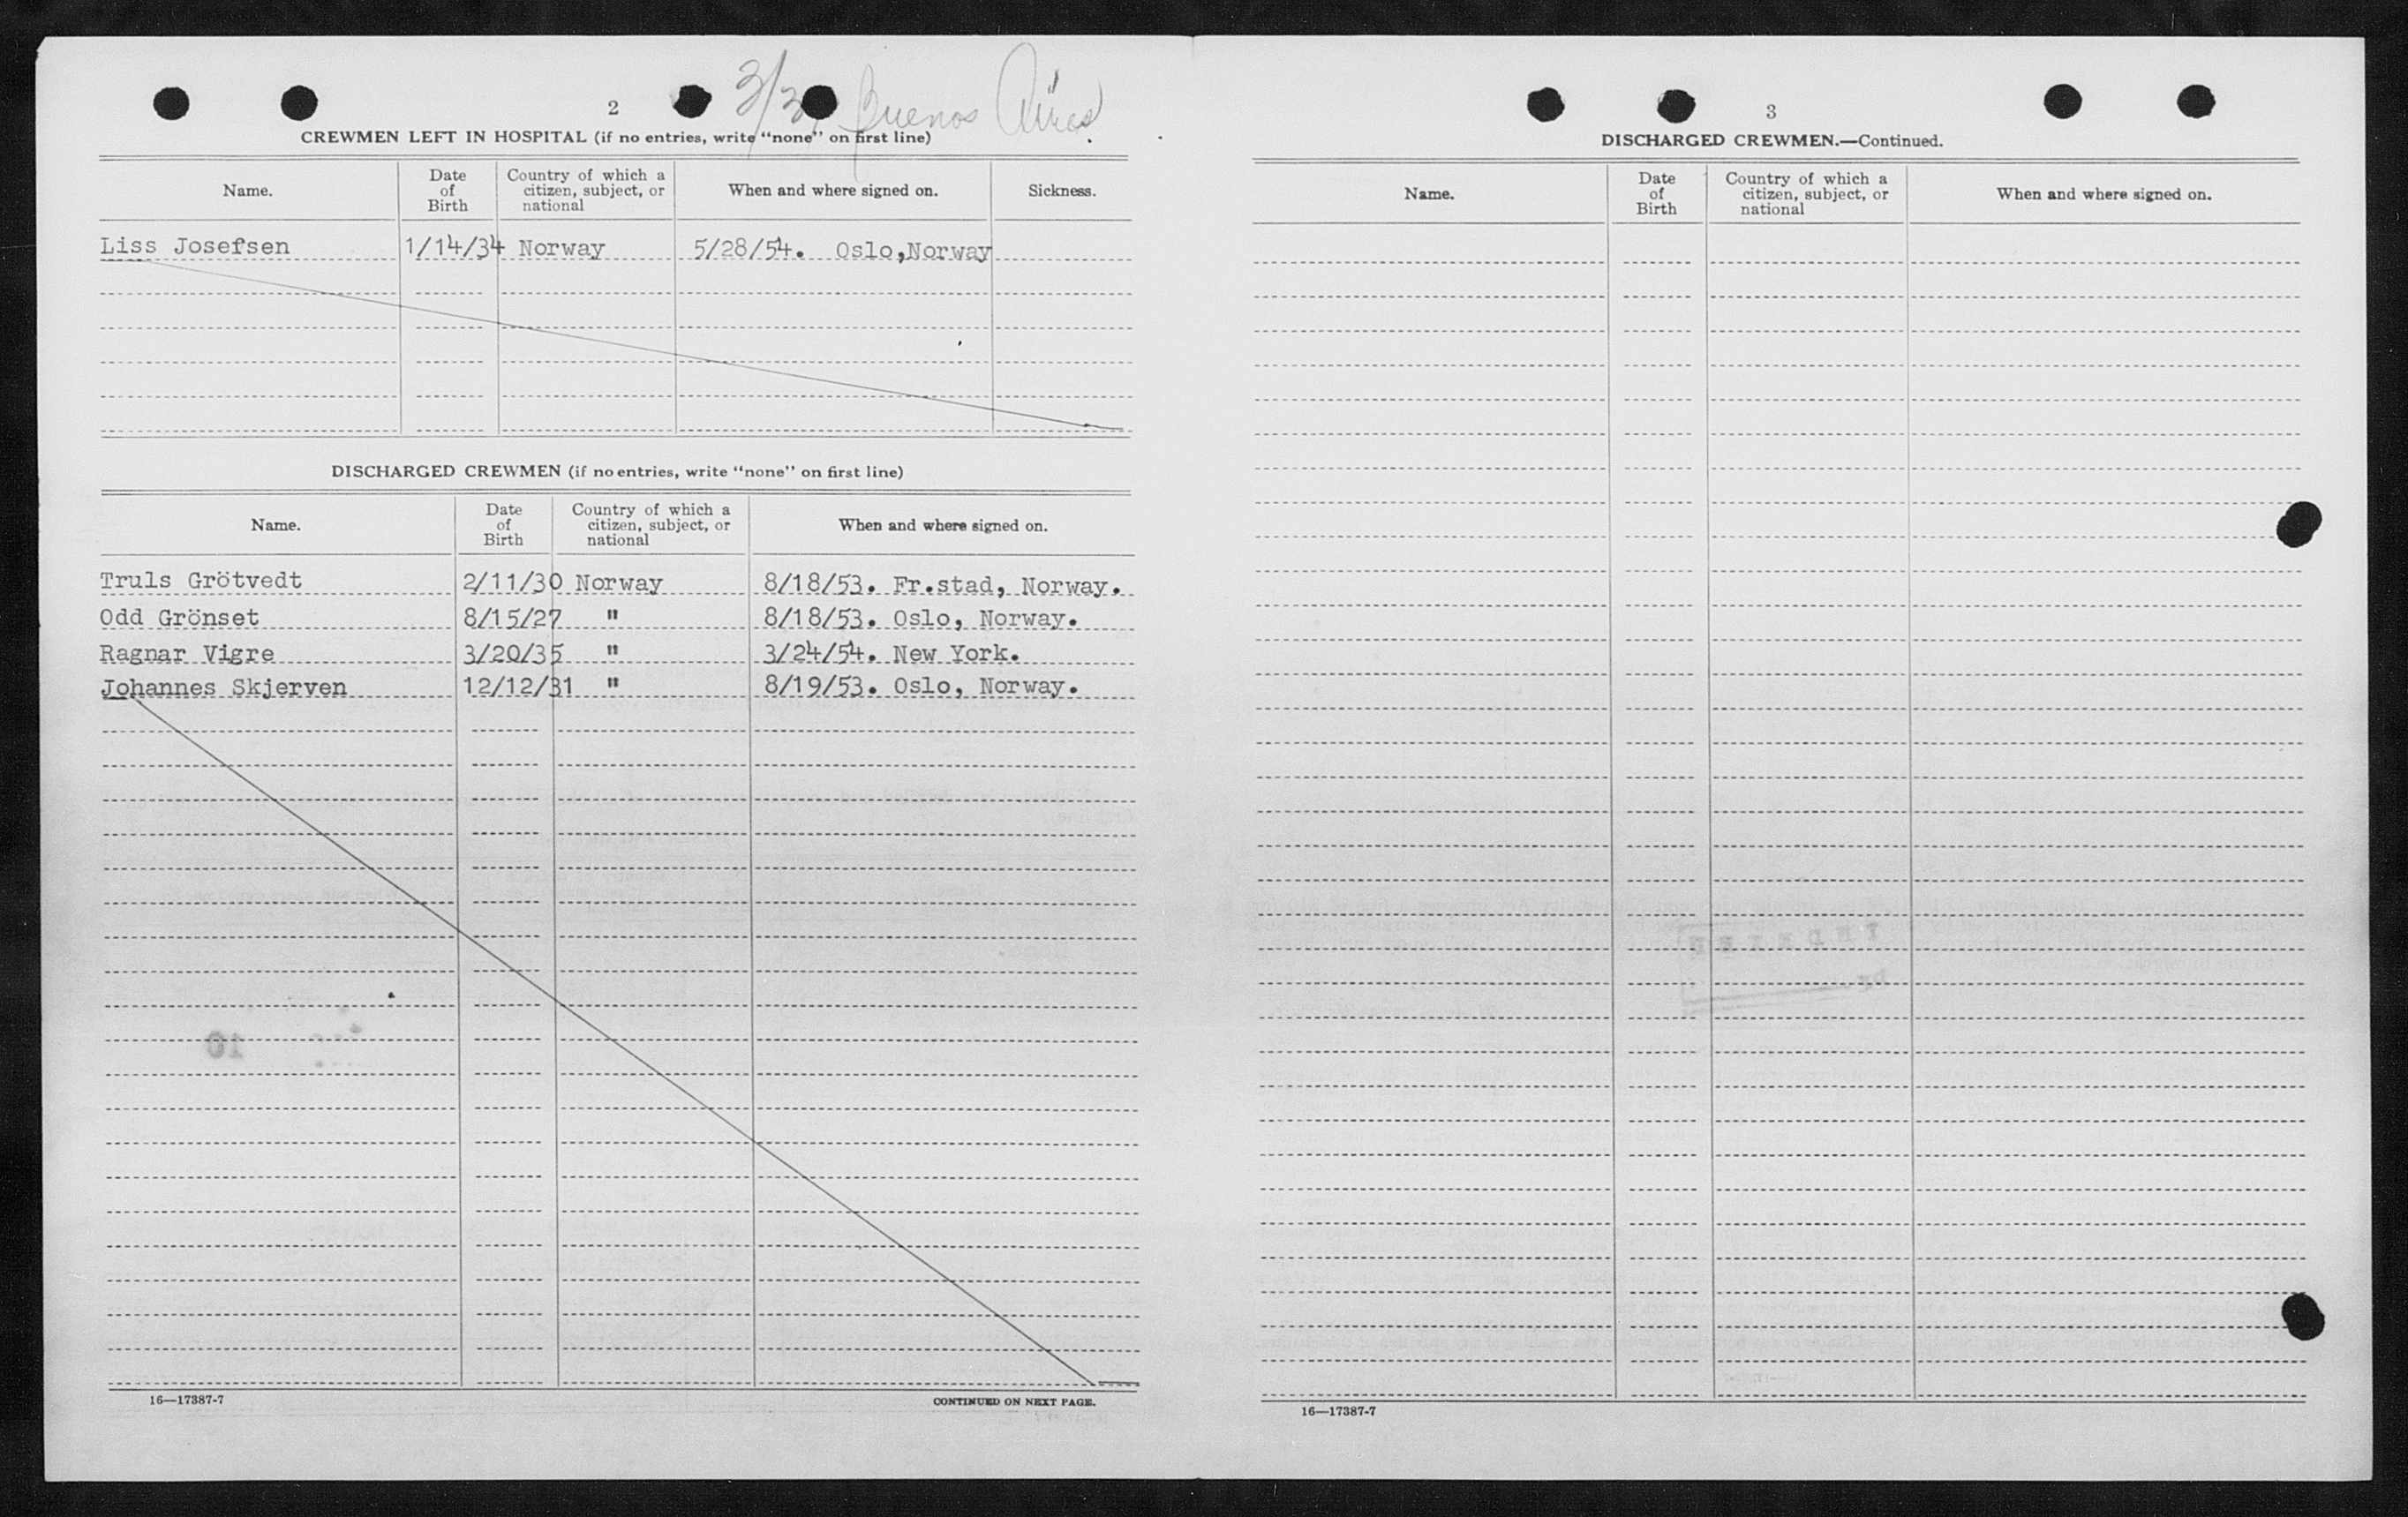 2
Buenos Aires
CREWMEN LEFT IN HOSPITAL (if no entries, write "none" on first line)
Name. Date of Birth Country of which a citizen, subject, or national When and where signed on. Sickness.
Liss Josefsen 1/14/34 Norway 5/28/54. Oslo,Norway
DISCHARGED CREWMEN (if no entries, write "none" on first line)
Name. Date of Birth Country of which a citizen, subject, or national When and where signed on.
Truls Grötvedt 2/11/30 Norway 8/18/53. Fr.stad, Norway.
Odd Grönset 8/15/27 " 8/18/53. Oslo, Norway.
Ragnar Vigre 3/20/35 " 3/24/54. New York.
Johannes Skjerven 12/12/31 " 8/19/53. Oslo, Norway.
16—17387-7 CONTINUED ON NEXT PAGE.
3
DISCHARGED CREWMEN.—Continued.
Name. Date of Birth Country of which a citizen, subject, or national When and where signed on.
16—17387-7